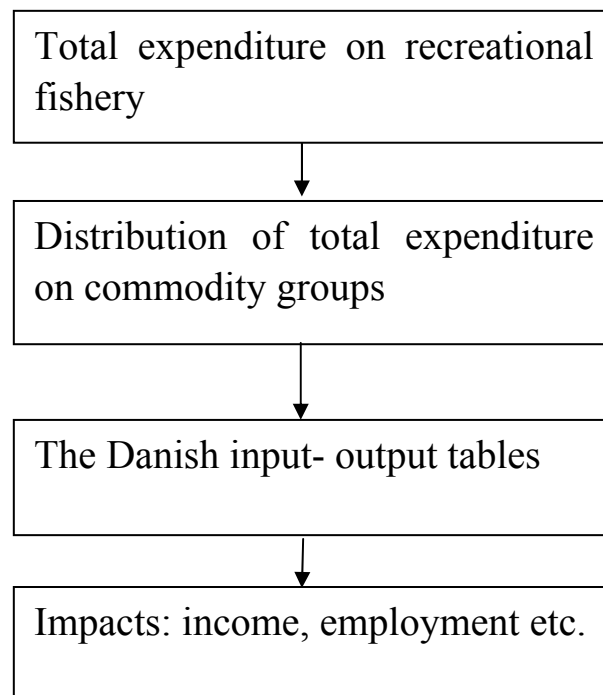 Total expenditure on recreational
fishery
Distribution of total expenditure
on commodity groups
The Danish input- output tables
Impacts: income, employment etc.